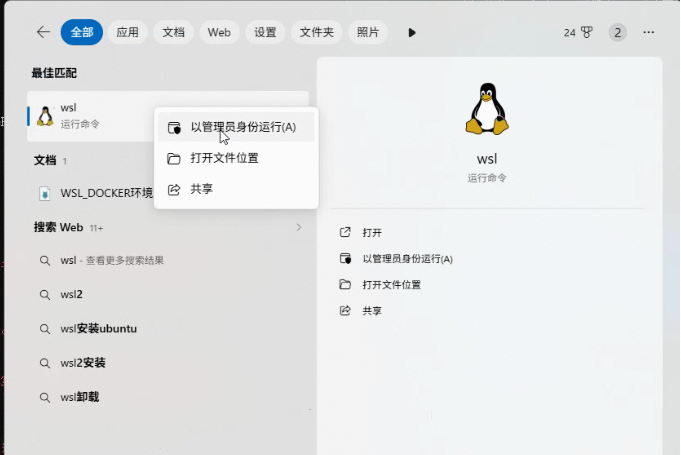 全部 应用 文档 Web 设置 文件夹 照片 24 2
最佳匹配
wsl
运行命令
以管理员身份运行(A)
打开文件位置
共享
文档 1
WSL_DOCKER环境
搜索 Web 11+
wsl - 查看更多搜索结果
wsl2
wsl安装ubuntu
wsl2安装
wsl卸载
wsl
运行命令
打开
以管理员身份运行(A)
打开文件位置
共享